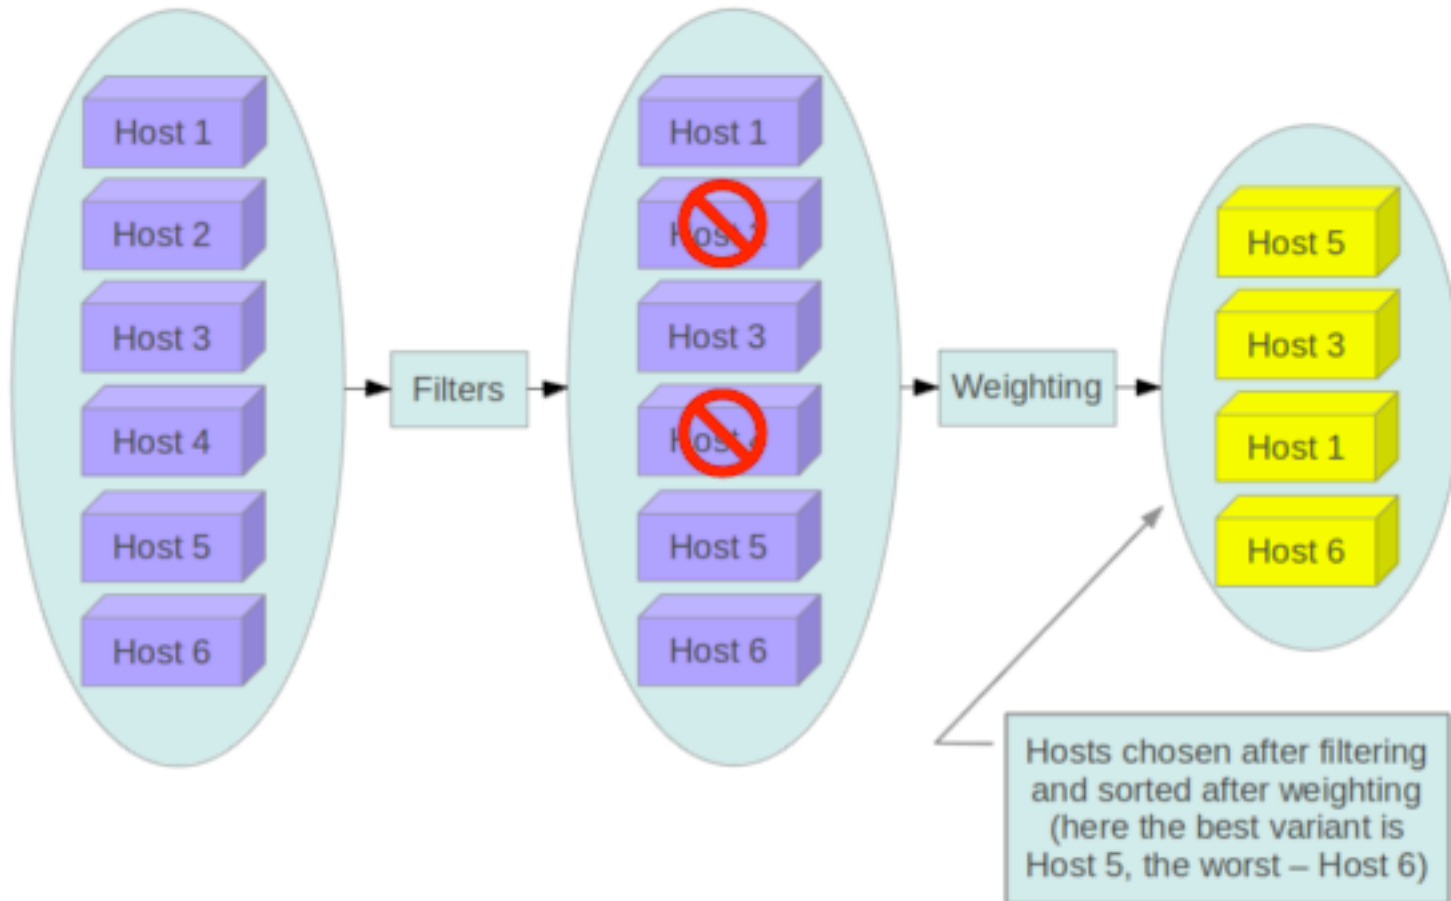 Host 1
Host 2
Host 3
Host 4
Host 5
Host 6
Filters
Host 1
Host 3
Host 5
Host 6
Weighting
Host 5
Host 3
Host 1
Host 6
Hosts chosen after filtering
and sorted after weighting
(here the best variant is
Host 5, the worst – Host 6)